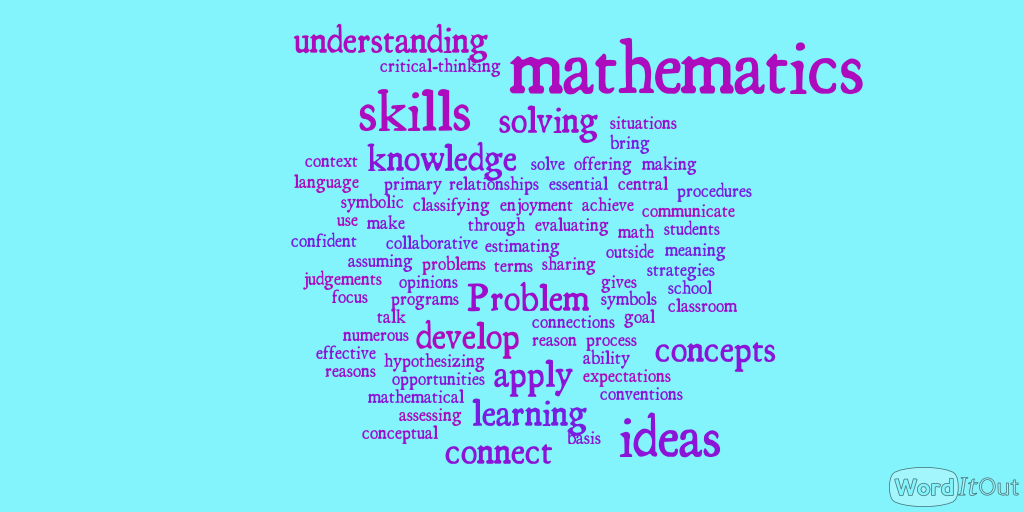 understanding
critical-thinking
mathematics
skills
solving
situations
bring
context
knowledge
solve offering making
language
primary relationships essential central procedures
symbolic classifying enjoyment achieve communicate
use make through evaluating math students
confident collaborative estimating outside meaning
assuming problems terms sharing strategies
judgements opinions gives school
focus programs Problem symbols classroom
talk connections goal
numerous develop reason process
effective hypothesizing ability concepts
reasons opportunities apply expectations
mathematical conventions
assessing learning
conceptual basis ideas
connect
WordItOut